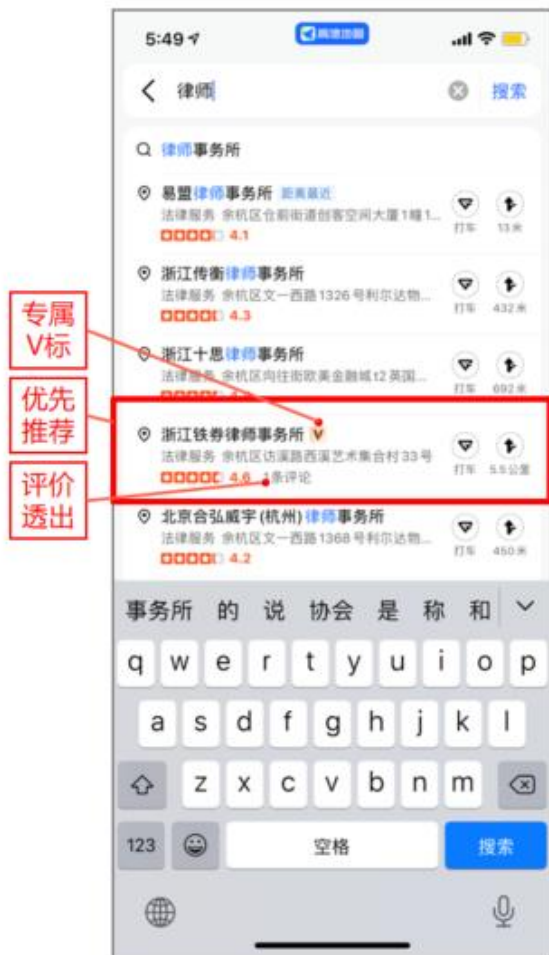 5:49
高德地图
律师
搜索
律师事务所
易盟律师事务所 距离最近
法律服务 余杭区仓前街道创客空间大厦1幢1...
4.1
打车
13米
浙江传衡律师事务所
法律服务 余杭区文一西路1326号利尔达物...
4.3
打车
432米
专属
V标
浙江十思律师事务所
法律服务 余杭区向往街欧美金融城t2英国...
打车
692米
优先
推荐
浙江铁券律师事务所 V
法律服务 余杭区访溪路西溪艺术集合村33号
4.6 1条评论
打车
5.5公里
评价
透出
北京合弘威宇(杭州)律师事务所
法律服务 余杭区文一西路1368号利尔达物...
4.2
打车
450米
事务所 的 说 协会 是 称 和
q w e r t y u i o p
a s d f g h j k l
z x c v b n m
123 空格 搜索